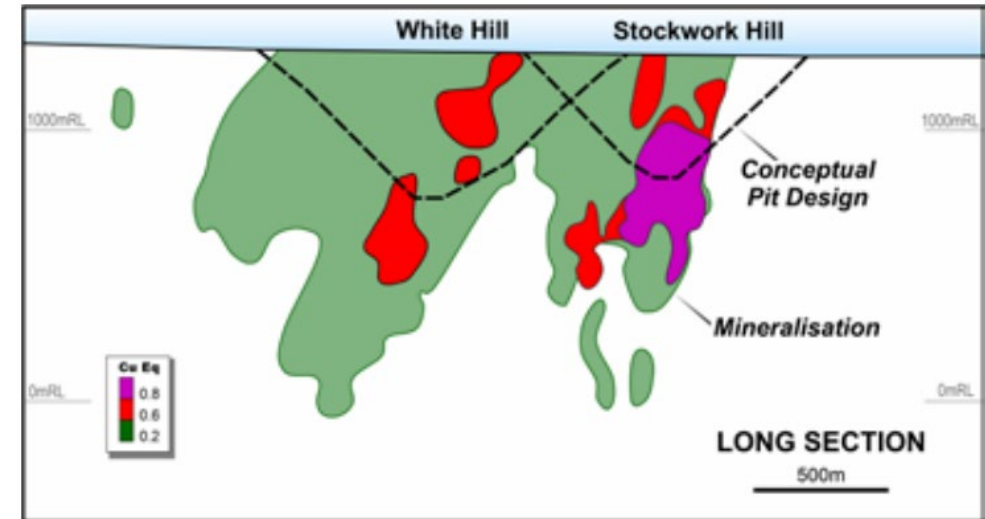 White Hill
Stockwork Hill
1000mRL
1000mRL
Conceptual
Pit Design
Mineralisation
Cu Eq
0.8
0.6
0.2
0mRL
0mRL
LONG SECTION
500m